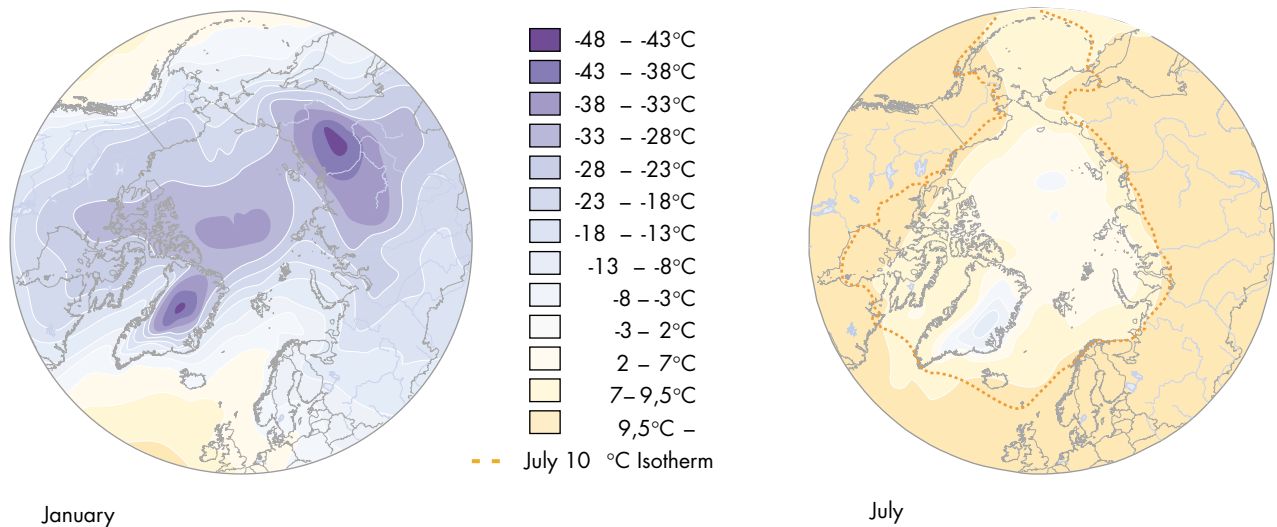 -48 – -43°C
-43 – -38°C
-38 – -33°C
-33 – -28°C
-28 – -23°C
-23 – -18°C
-18 – -13°C
-13 – -8°C
-8 – -3°C
-3 – 2°C
2 – 7°C
7– 9,5°C
9,5°C –
July 10 °C Isotherm
January
July